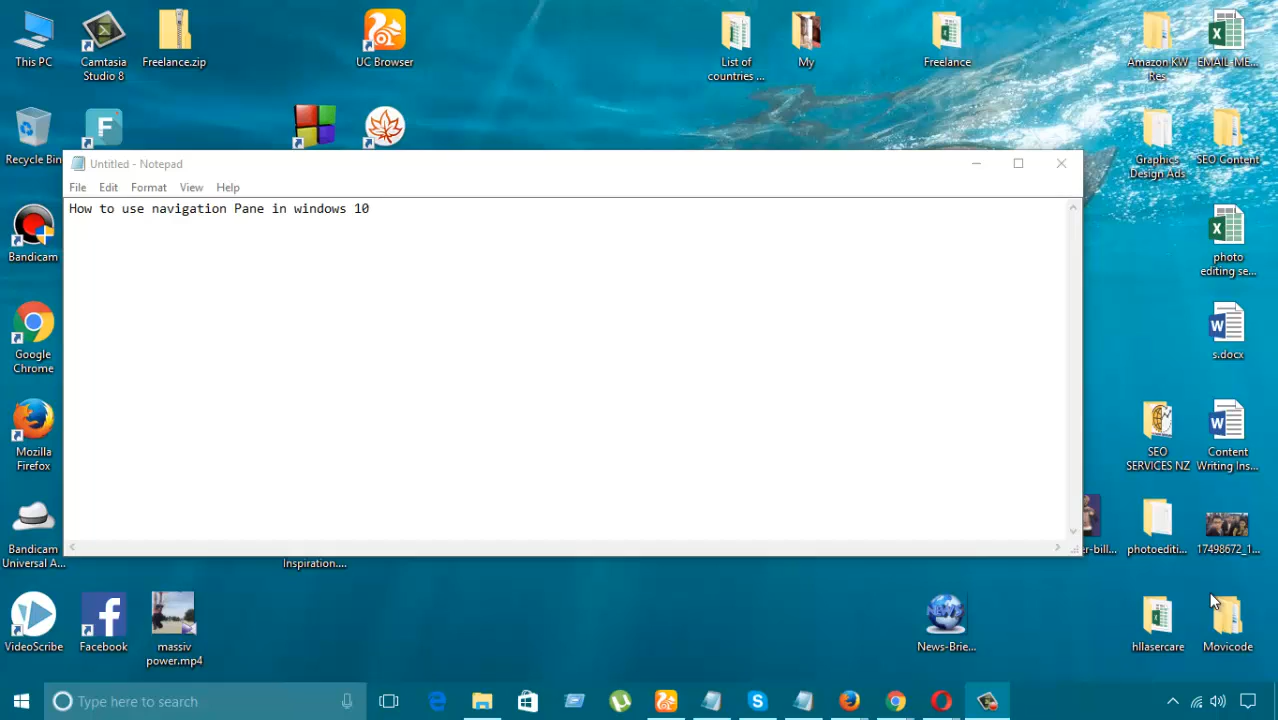 This PC
Camtasia
Studio 8
Freelance.zip
UC Browser
List of
countries ...
My
Freelance
Amazon KW
Res
EMAIL-ME...
Recycle Bin
Graphics
Design Ads
SEO Content
Untitled - Notepad
File Edit Format View Help
How to use navigation Pane in windows 10
Bandicam
photo
editing se...
Google
Chrome
s.docx
Mozilla
Firefox
SEO
SERVICES NZ
Content
Writing Ins...
Bandicam
Universal A...
Inspiration....
er-bill...
photoediti...
17498672_1...
VideoScribe
Facebook
massiv
power.mp4
NEWS
News-Brie...
hllasercare
Movicode
Type here to search